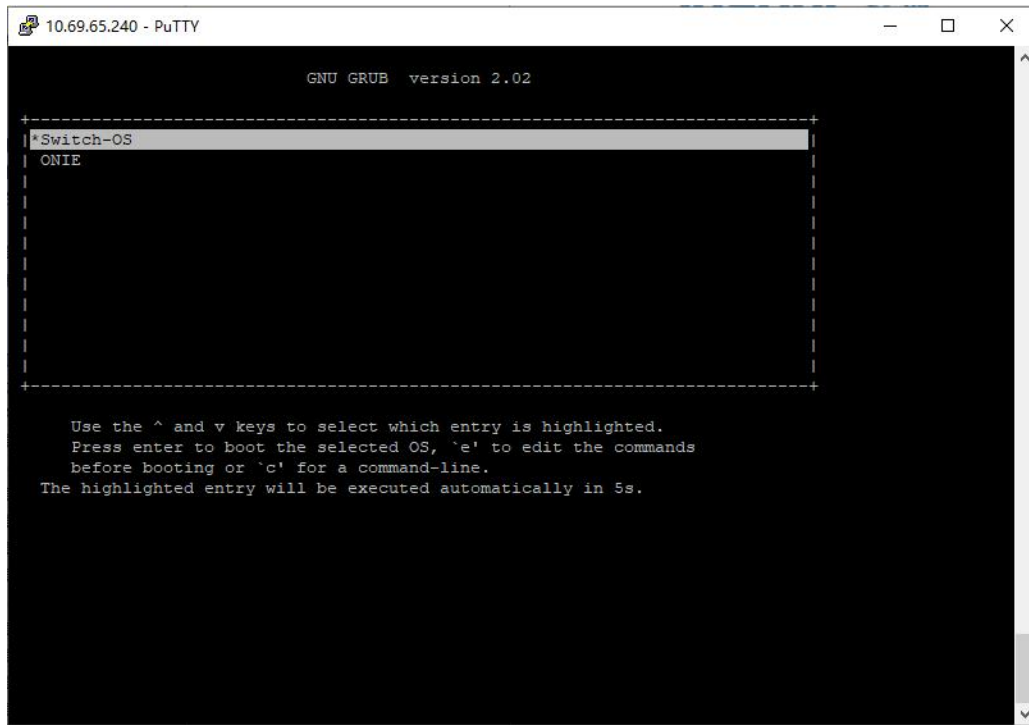 10.69.65.240 - PuTTY
GNU GRUB  version 2.02
*Switch-OS
ONIE
Use the ^ and v keys to select which entry is highlighted.
Press enter to boot the selected OS, `e' to edit the commands
before booting or `c' for a command-line.
The highlighted entry will be executed automatically in 5s.